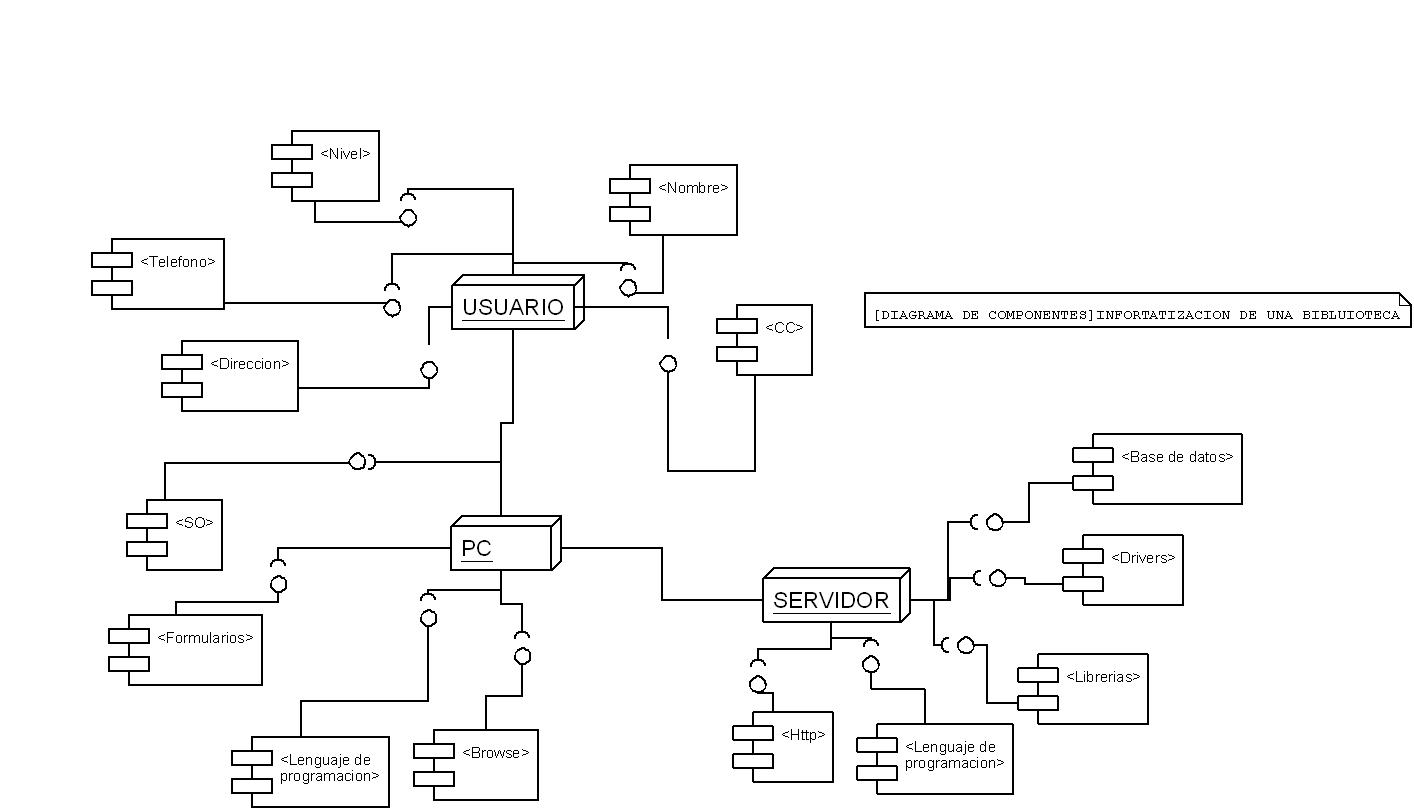 <Nivel>
<Nombre>
<Telefono>
USUARIO
[DIAGRAMA DE COMPONENTES]INFORTATIZACION DE UNA BIBLUIOTECA
<CC>
<Direccion>
<Base de datos>
<SO>
PC
<Drivers>
SERVIDOR
<Formularios>
<Librerias>
<Http>
<Lenguaje de
programacion>
<Browse>
<Lenguaje de
programacion>